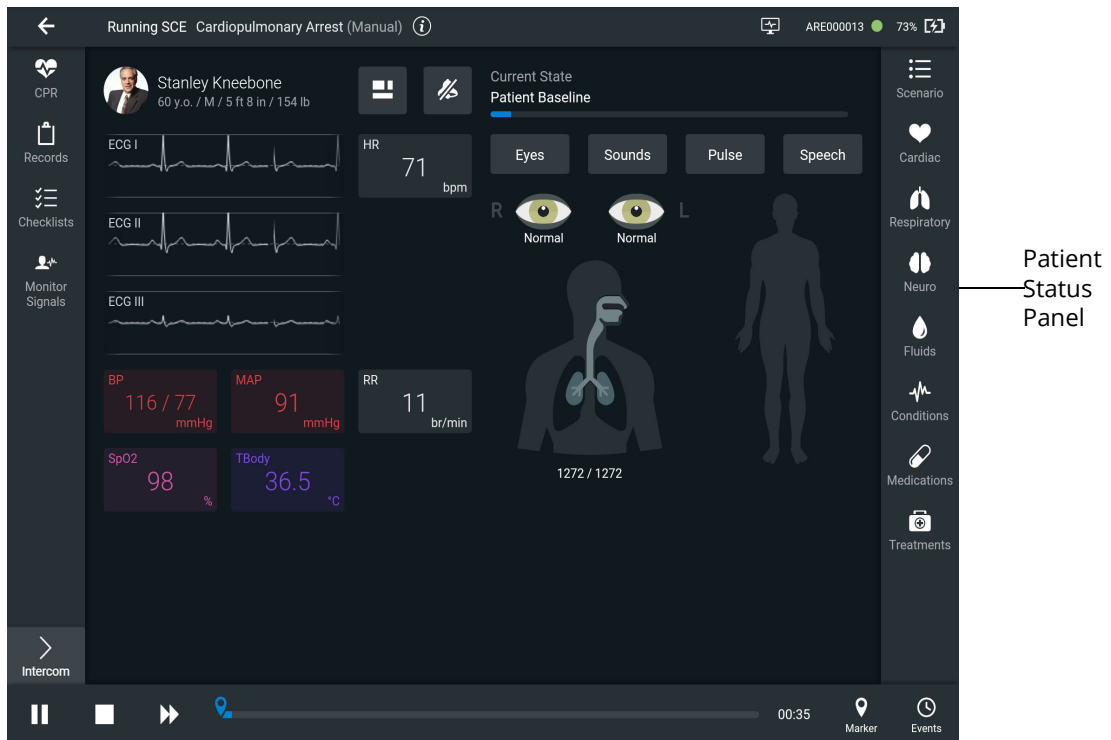 Running SCE Cardiopulmonary Arrest (Manual) i
ARE000013 73%
CPR
Records
Checklists
Monitor
Signals
Intercom
Stanley Kneebone
60 y.o. / M / 5 ft 8 in / 154 lb
Current State
Patient Baseline
ECG I
HR
71
bpm
ECG II
ECG III
BP
116 / 77
mmHg
MAP
91
mmHg
RR
11
br/min
SpO2
98
%
TBody
36.5
°C
Eyes
Sounds
Pulse
Speech
R
L
Normal
Normal
1272 / 1272
Scenario
Cardiac
Respiratory
Neuro
Fluids
Conditions
Medications
Treatments
Patient
Status
Panel
00:35
Marker
Events